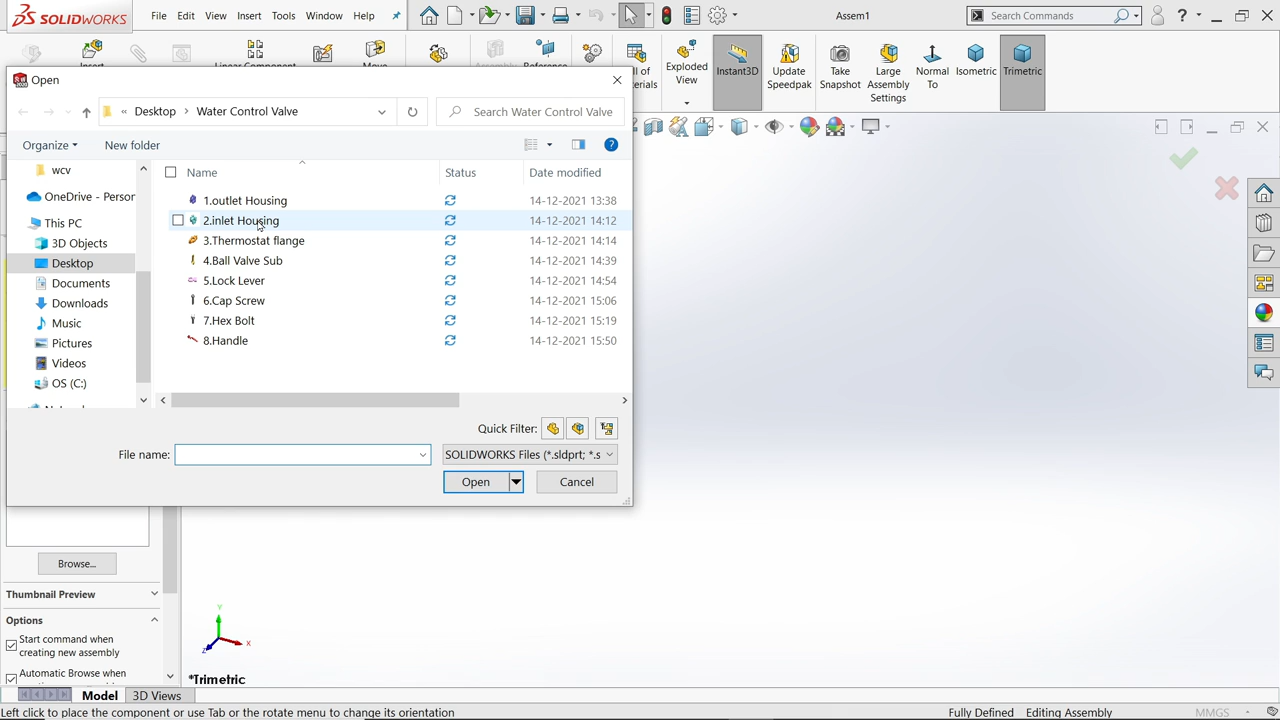 SOLIDWORKS
File Edit View Insert Tools Window Help
Assem1
Search Commands
Insert
Linear Component
Move
Reference
Exploded View
Instant3D
Update Speedpak
Take Snapshot
Large Assembly Settings
Normal To
Isometric
Trimetric
Open
« Desktop > Water Control Valve
Search Water Control Valve
Organize
New folder
Name
Status
Date modified
wcv
OneDrive - Person
This PC
3D Objects
Desktop
Documents
Downloads
Music
Pictures
Videos
OS (C:)
1.outlet Housing 14-12-2021 13:38
2.inlet Housing 14-12-2021 14:12
3.Thermostat flange 14-12-2021 14:14
4.Ball Valve Sub 14-12-2021 14:39
5.Lock Lever 14-12-2021 14:54
6.Cap Screw 14-12-2021 15:06
7.Hex Bolt 14-12-2021 15:19
8.Handle 14-12-2021 15:50
Quick Filter:
File name:
SOLIDWORKS Files (*.sldprt; *.s
Open
Cancel
Browse...
Thumbnail Preview
Options
Start command when creating new assembly
Automatic Browse when
Y
X
Z
*Trimetric
Model
3D Views
Left click to place the component or use Tab or the rotate menu to change its orientation
Fully Defined
Editing Assembly
MMGS